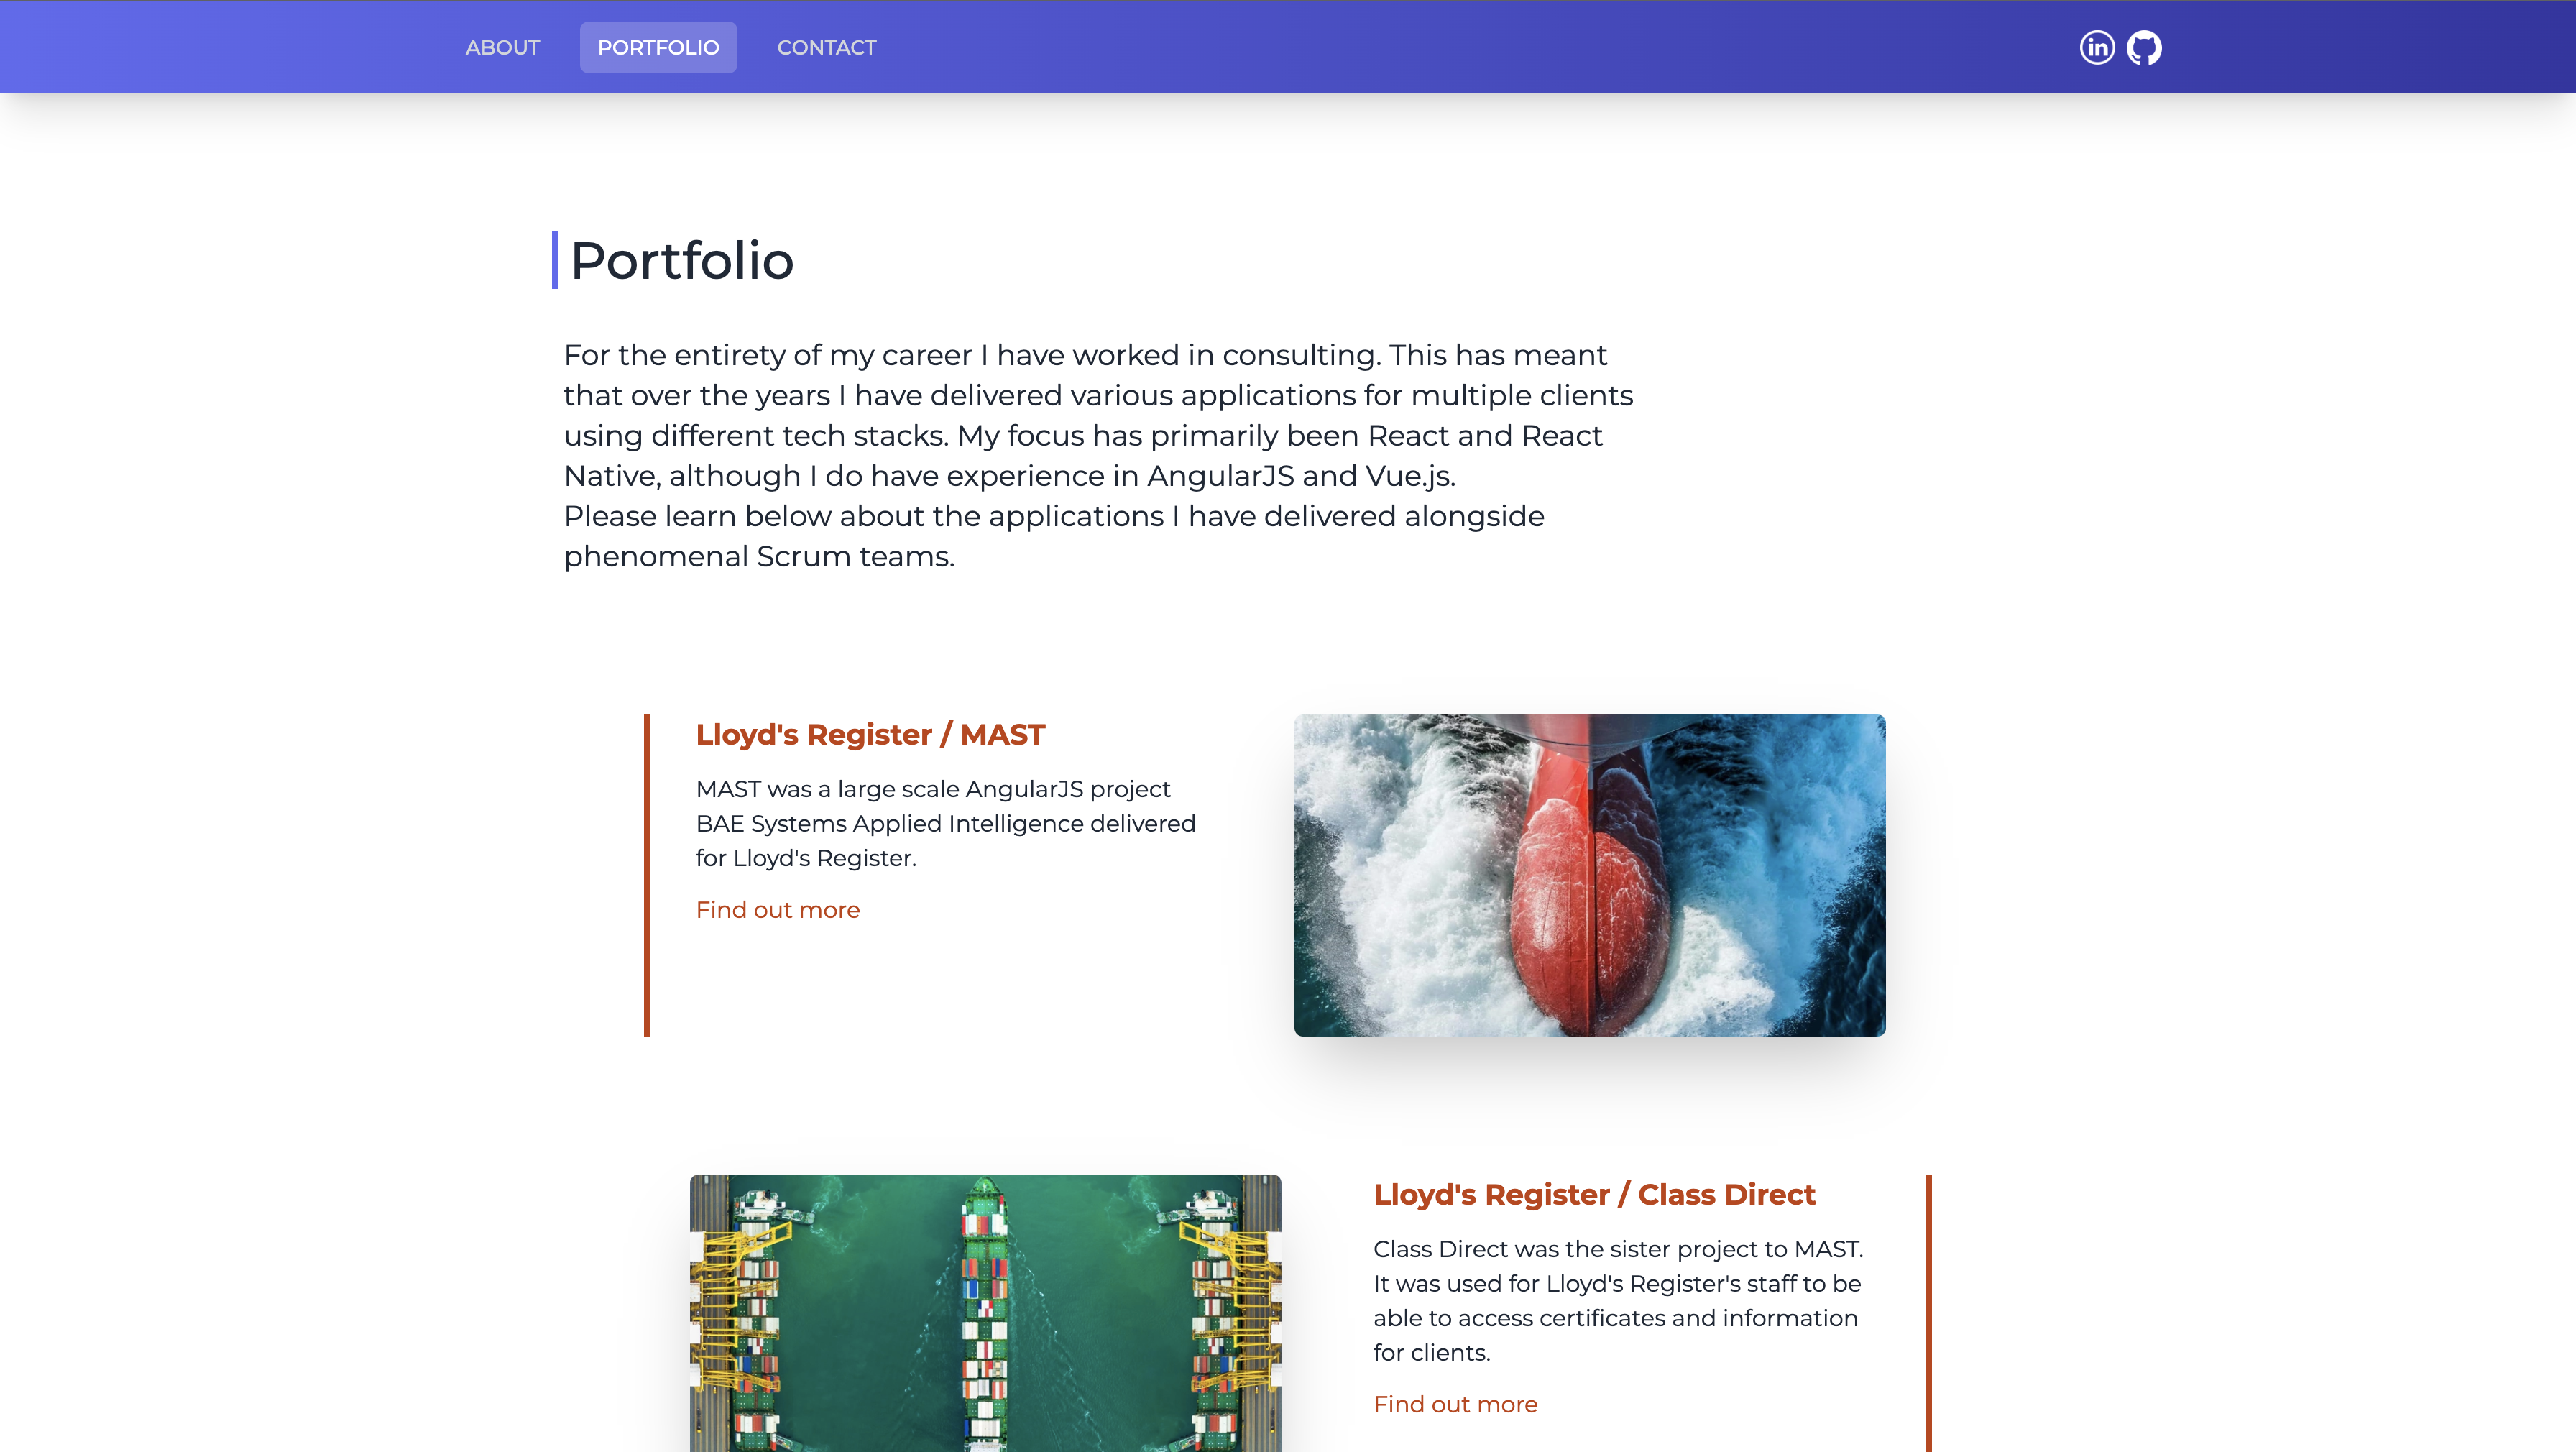 ABOUT
PORTFOLIO
CONTACT
in
Portfolio
For the entirety of my career I have worked in consulting. This has meant
that over the years I have delivered various applications for multiple clients
using different tech stacks. My focus has primarily been React and React
Native, although I do have experience in AngularJS and Vue.js.
Please learn below about the applications I have delivered alongside
phenomenal Scrum teams.
Lloyd's Register / MAST
MAST was a large scale AngularJS project
BAE Systems Applied Intelligence delivered
for Lloyd's Register.
Find out more
Lloyd's Register / Class Direct
Class Direct was the sister project to MAST.
It was used for Lloyd's Register's staff to be
able to access certificates and information
for clients.
Find out more